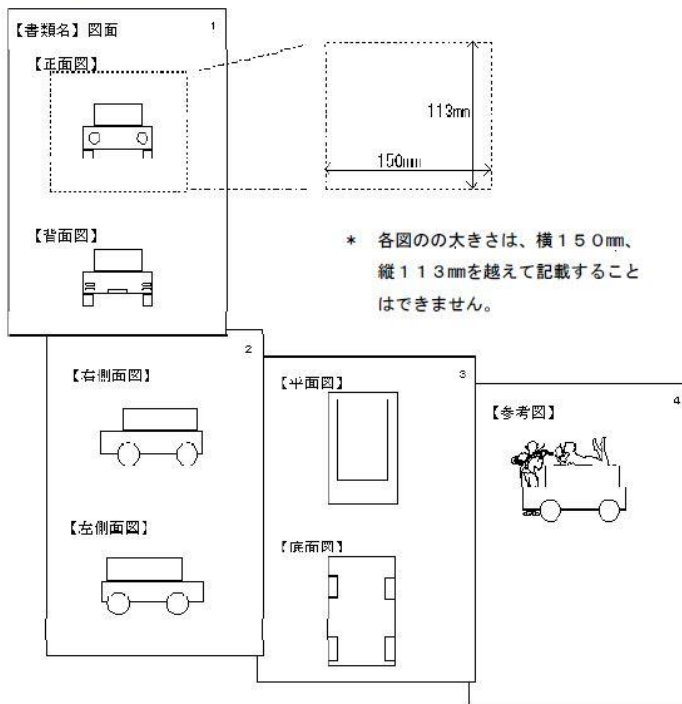 【書類名】図面
1
【正面図】
113mm
150mm
【背面図】
* 各図のの大きさは、横150mm、
縦113mmを越えて記載すること
はできません。
2
【右側面図】
【左側面図】
3
【平面図】
【底面図】
4
【参考図】